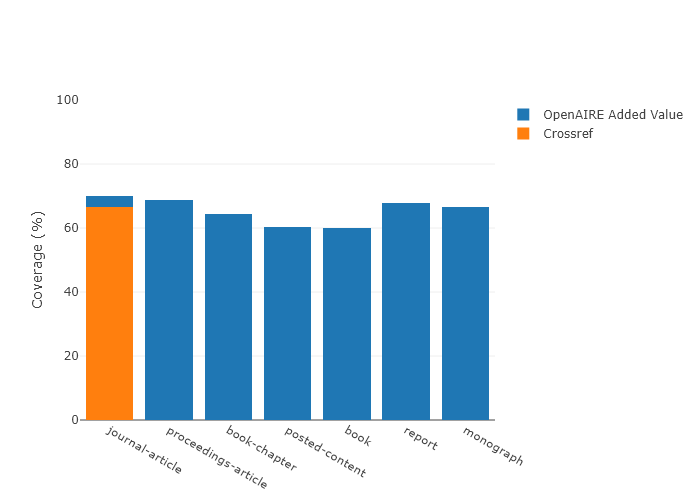 100
80
60
40
20
0
Coverage (%)
journal-article
proceedings-article
book-chapter
posted-content
book
report
monograph
OpenAIRE Added Value
Crossref